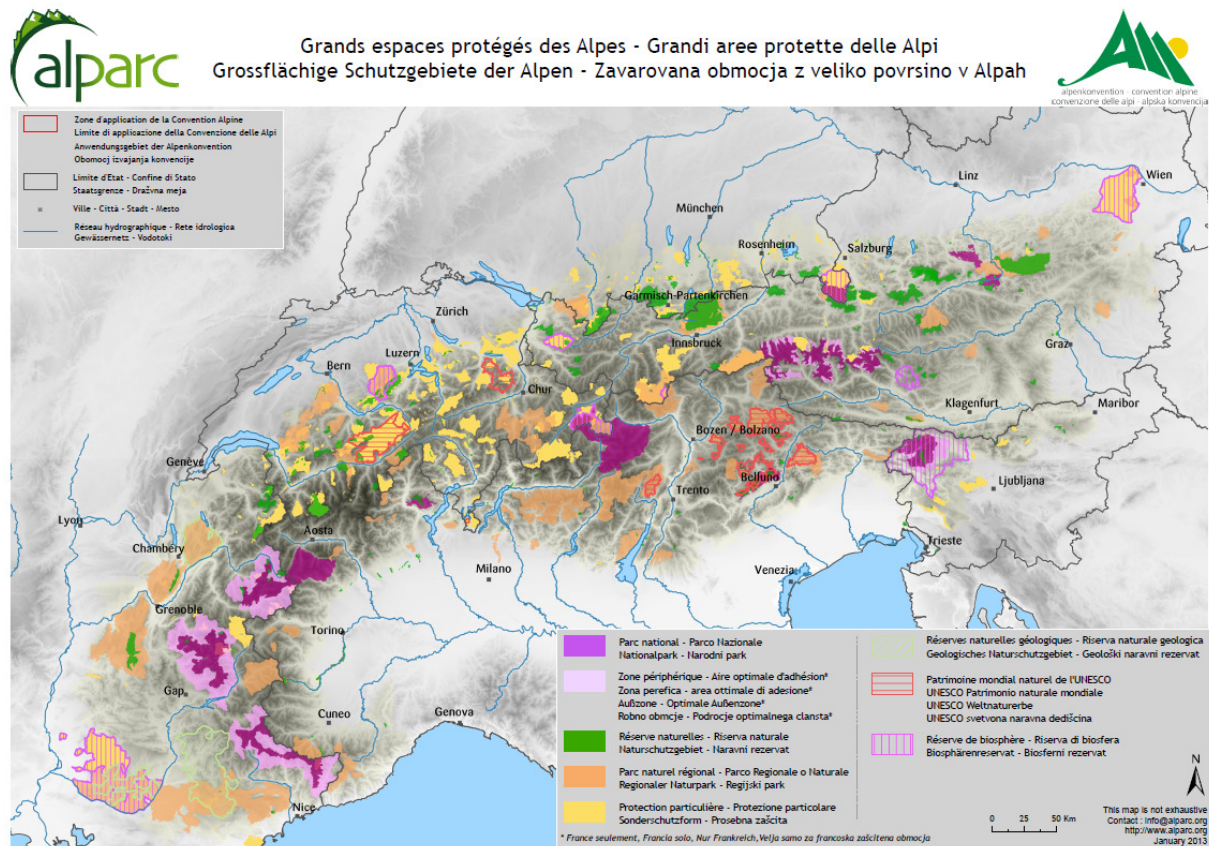 alparc
Grands espaces protégés des Alpes - Grandi aree protette delle Alpi
Grossflächige Schutzgebiete der Alpen - Zavarovana obmocja z veliko povrsino v Alpah
alpenkonvention - convention alpine
convenzione delle alpi - alpska konvencija
Zone d'application de la Convention Alpine
Limite di applicazione della Convenzione delle Alpi
Anwendungsgebiet der Alpenkonvention
Obomocj izvajanja konvencije
Limite d'Etat - Confine di Stato
Staatsgrenze - Državna meja
Ville - Città - Stadt - Mesto
Réseau hydrographique - Rete idrologica
Gewässernetz - Vodotoki
Linz
Wien
München
Rosenheim
Salzburg
Garmisch-Partenkirchen
Zürich
Innsbruck
Luzern
Bern
Graz
Chur
Klagenfurt
Maribor
Bozen / Bolzano
Genève
Belluno
Ljubljana
Trento
Lyon
Aosta
Chambéry
Trieste
Milano
Venezia
Grenoble
Torino
Gap
Cuneo
Genova
Nice
Parc national - Parco Nazionale
Nationalpark - Narodni park
Zone périphérique - Aire optimale d'adhésion*
Zona perefica - area ottimale di adesione*
Außzone - Optimale Außenzone*
Robno obmcje - Podrocje optimalnega clansta*
Réserve naturelles - Riserva naturale
Naturschutzgebiet - Naravni rezervat
Parc naturel régional - Parco Regionale o Naturale
Regionaler Naturpark - Regijski park
Protection particulière - Protezione particolare
Sonderschutzform - Prosebna zašcita
* France seulement, Francia solo, Nur Frankreich,Velja samo za francoska zaščitena obmocja
Réserves naturelles géologiques - Riserva naturale geologica
Geologisches Naturschutzgebiet - Geološki naravni rezervat
Patrimoine mondial naturel de l'UNESCO
UNESCO Patrimonio naturale mondiale
UNESCO Weltnaturerbe
UNESCO svetvona naravna dedišcina
Réserve de biosphère - Riserva di biosfera
Biosphärenreservat - Biosferni rezervat
N
0 25 50 Km
This map is not exhaustive
Contact : info@alparc.org
http://www.alparc.org
January 2013